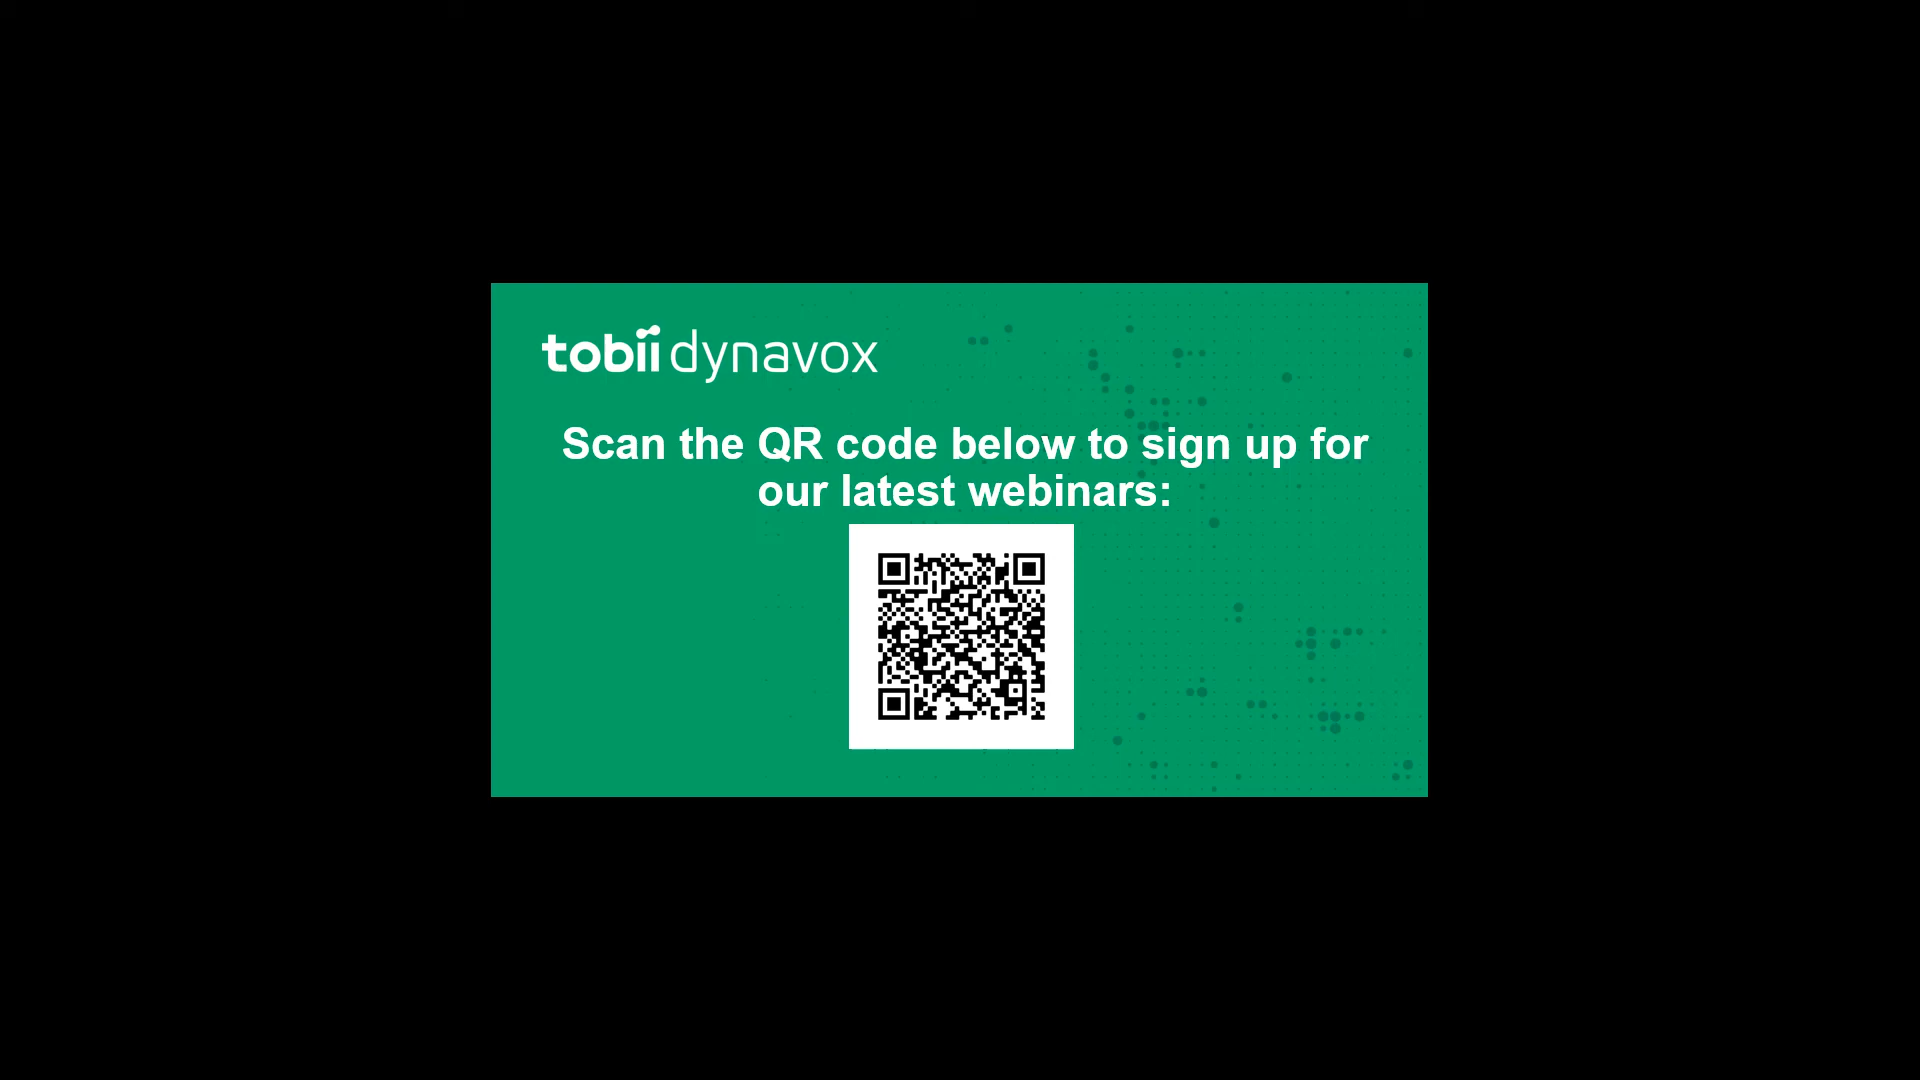 tobii dynavox
Scan the QR code below to sign up for
our latest webinars: